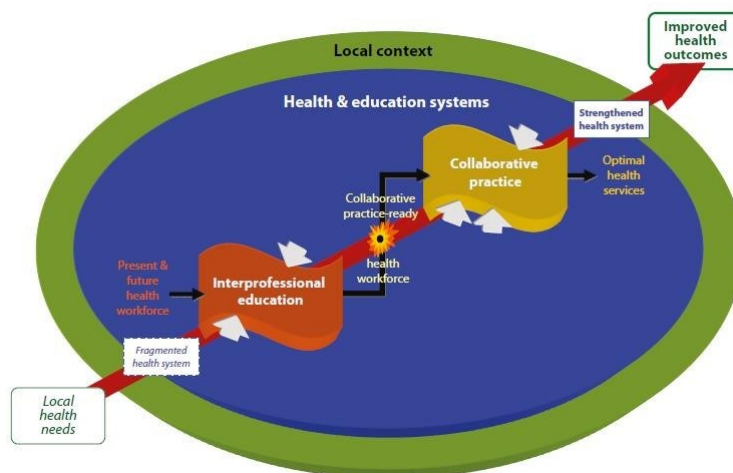 Improved
health
outcomes
Local context
Health & education systems
Strengthened
health system
Collaborative
practice
Optimal
health
services
Collaborative
practice-ready
health
workforce
Present &
future
health
workforce
Interprofessional
education
Fragmented
health system
Local
health
needs